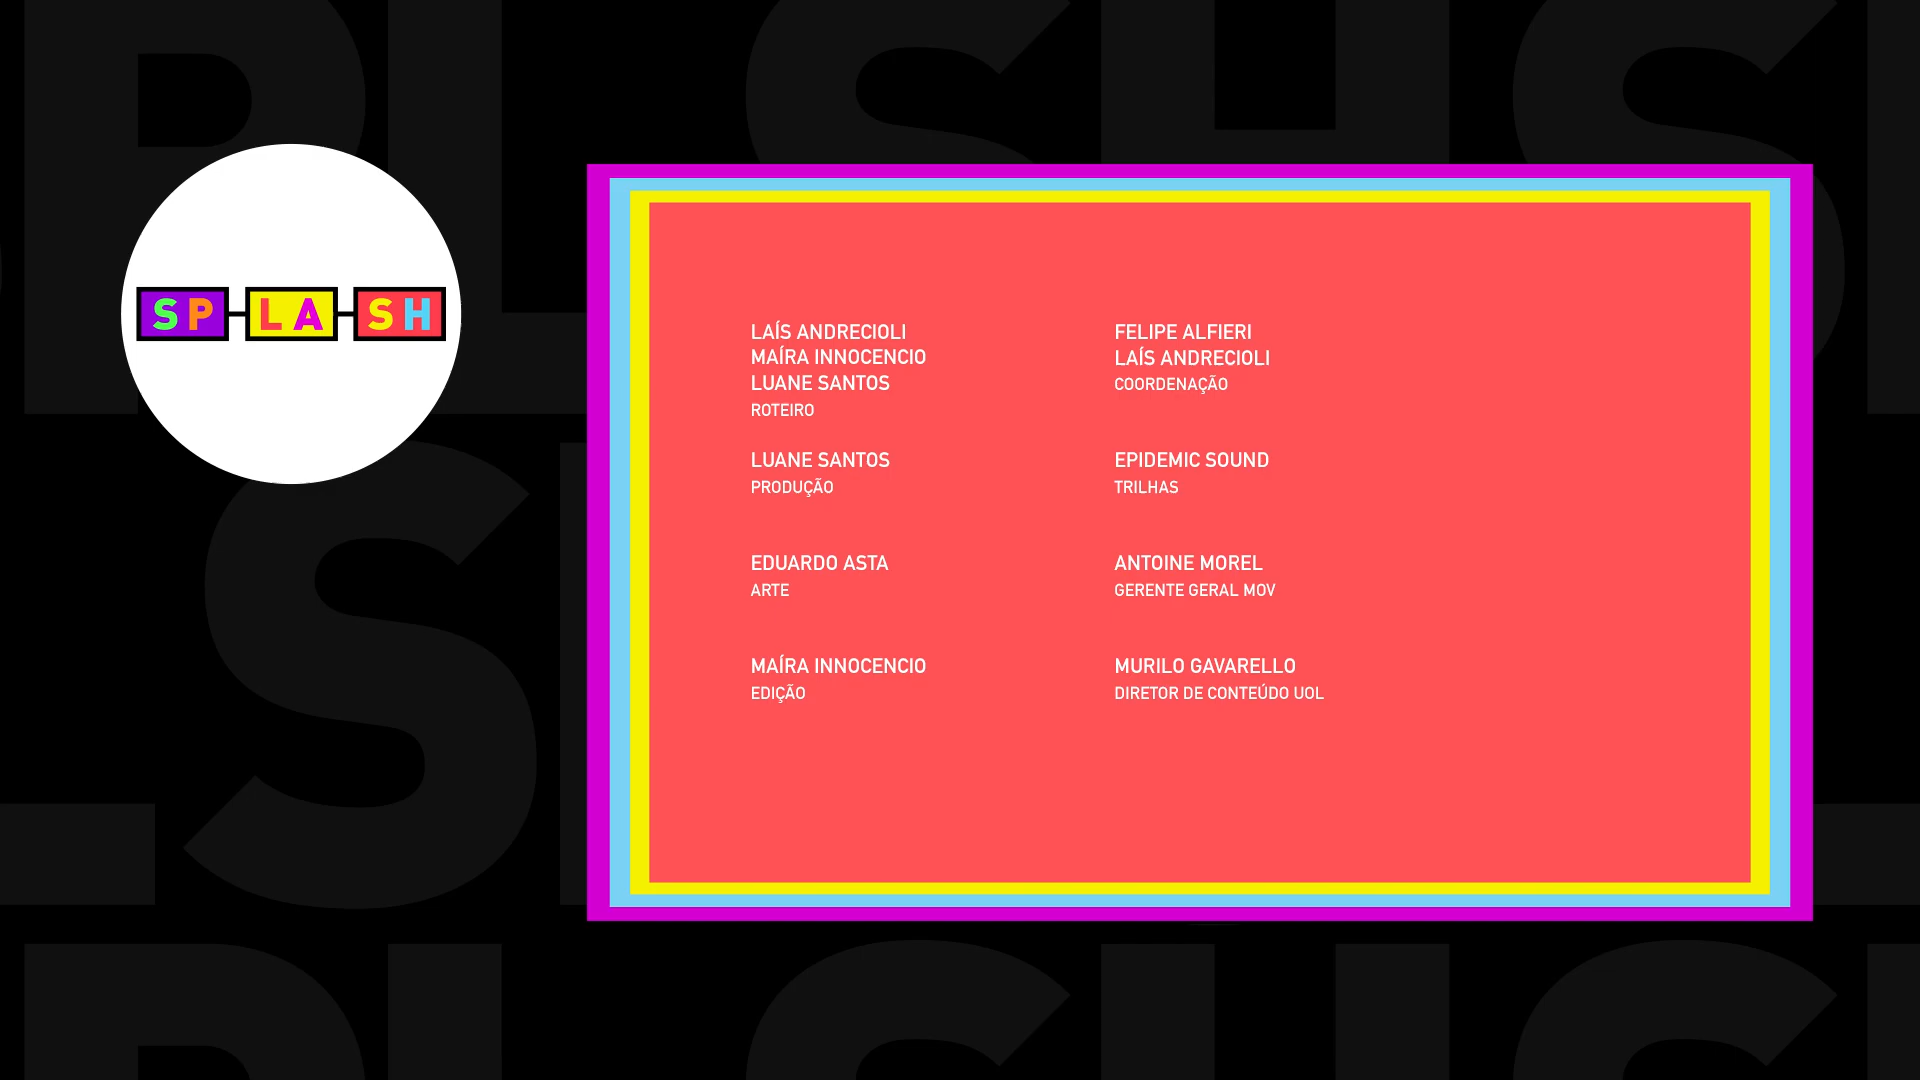 SPLASH
LAÍS ANDRECIOLI
MAÍRA INNOCENCIO
LUANE SANTOS
ROTEIRO
LUANE SANTOS
PRODUÇÃO
EDUARDO ASTA
ARTE
MAÍRA INNOCENCIO
EDIÇÃO
FELIPE ALFIERI
LAÍS ANDRECIOLI
COORDENAÇÃO
EPIDEMIC SOUND
TRILHAS
ANTOINE MOREL
GERENTE GERAL MOV
MURILO GAVARELLO
DIRETOR DE CONTEÚDO UOL